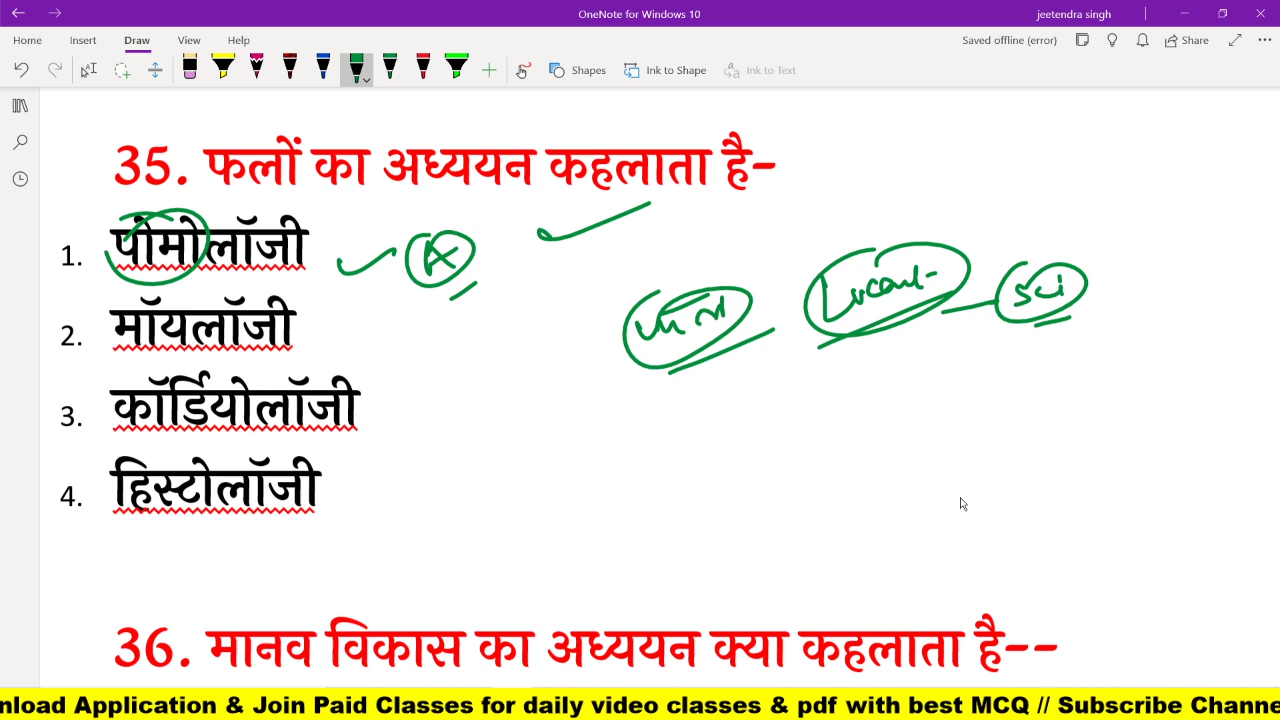 OneNote for Windows 10
jeetendra singh
Home Insert Draw View Help
Saved offline (error)
Share
Shapes
Ink to Shape
Ink to Text
35. फलों का अध्ययन कहलाता है-
1. पोमोलॉजी
A
2. मॉयलॉजी
3. कॉर्डियोलॉजी
4. हिस्टोलॉजी
36. मानव विकास का अध्ययन क्या कहलाता है--
nload Application & Join Paid Classes for daily video classes & pdf with best MCQ // Subscribe Channe